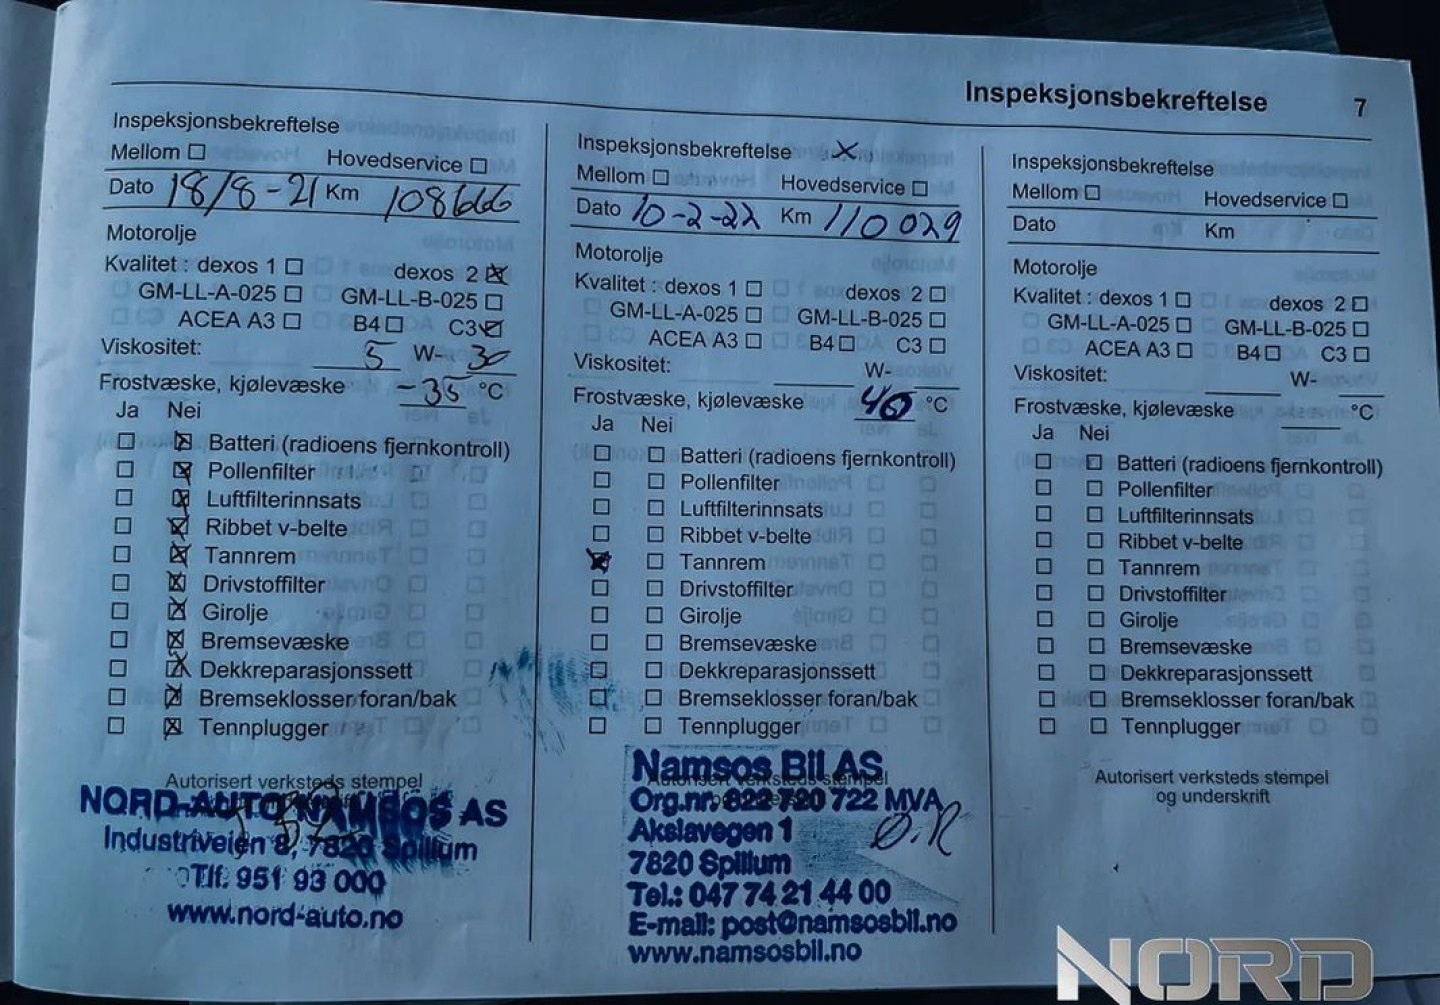 Inspeksjonsbekreftelse 7
Inspeksjonsbekreftelse
Mellom ☐ Hovedservice ☐
Dato 18/8-21 Km 108666
Motorolje
Kvalitet : dexos 1 ☐ dexos 2 ☒
GM-LL-A-025 ☐ GM-LL-B-025 ☐
ACEA A3 ☐ B4 ☐ C3 ☑
Viskositet: 5 W- 30
Frostvæske, kjølevæske -35 °C
Ja Nei
☐ ☒ Batteri (radioens fjernkontroll)
☐ ☒ Pollenfilter
☐ ☒ Luftfilterinnsats
☐ ☒ Ribbet v-belte
☐ ☒ Tannrem
☐ ☒ Drivstoffilter
☐ ☒ Girolje
☐ ☒ Bremsevæske
☐ ☒ Dekkreparasjonssett
☐ ☒ Bremseklosser foran/bak
☐ ☒ Tennplugger
Autorisert verksteds stempel
NORD-AUTO NAMSOS AS
Industriveien 8, 7820 Spillum
Tlf. 951 93 000
www.nord-auto.no
Inspeksjonsbekreftelse X
Mellom ☐ Hovedservice ☐
Dato 10-2-22 Km 110029
Motorolje
Kvalitet : dexos 1 ☐ dexos 2 ☐
GM-LL-A-025 ☐ GM-LL-B-025 ☐
ACEA A3 ☐ B4 ☐ C3 ☐
Viskositet: W-
Frostvæske, kjølevæske 40 °C
Ja Nei
☐ ☐ Batteri (radioens fjernkontroll)
☐ ☐ Pollenfilter
☐ ☐ Luftfilterinnsats
☐ ☐ Ribbet v-belte
☒ ☐ Tannrem
☐ ☐ Drivstoffilter
☐ ☐ Girolje
☐ ☐ Bremsevæske
☐ ☐ Dekkreparasjonssett
☐ ☐ Bremseklosser foran/bak
☐ ☐ Tennplugger
Namsos Bil AS
Autorisert verksteds stempel
Org.nr. 822 720 722 MVA
Akslavegen 1 Ø.R
7820 Spillum
Tel.: 047 74 21 44 00
E-mail: post@namsosbil.no
www.namsosbil.no
Inspeksjonsbekreftelse
Mellom ☐ Hovedservice ☐
Dato Km
Motorolje
Kvalitet : dexos 1 ☐ dexos 2 ☐
GM-LL-A-025 ☐ GM-LL-B-025 ☐
ACEA A3 ☐ B4 ☐ C3 ☐
Viskositet: W-
Frostvæske, kjølevæske °C
Ja Nei
☐ ☐ Batteri (radioens fjernkontroll)
☐ ☐ Pollenfilter
☐ ☐ Luftfilterinnsats
☐ ☐ Ribbet v-belte
☐ ☐ Tannrem
☐ ☐ Drivstoffilter
☐ ☐ Girolje
☐ ☐ Bremsevæske
☐ ☐ Dekkreparasjonssett
☐ ☐ Bremseklosser foran/bak
☐ ☐ Tennplugger
Autorisert verksteds stempel
og underskrift
NORD